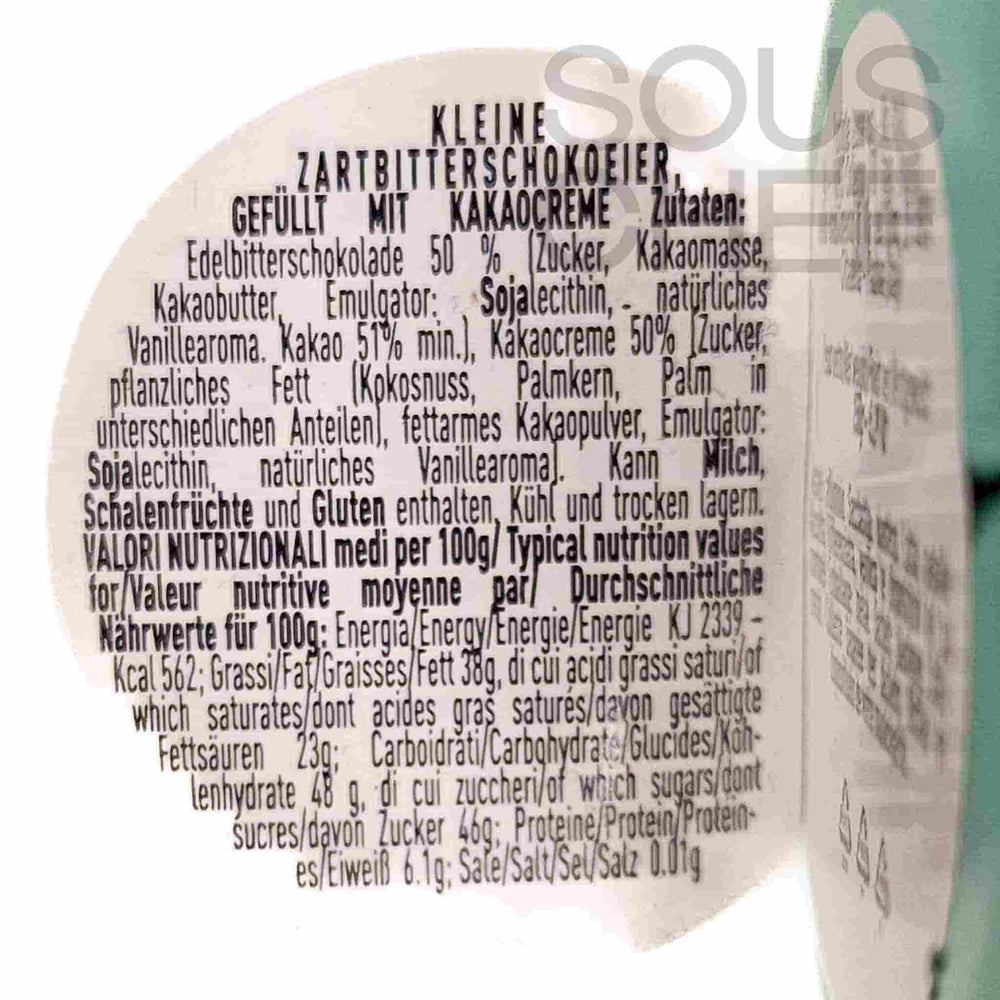 SOUS
CHEF
KLEINE
ZARTBITTERSCHOKOEIER,
GEFÜLLT MIT KAKAOCREME Zutaten:
Edelbitterschokolade 50 % (Zucker, Kakaomasse,
Kakaobutter, Emulgator: Sojalecithin, natürliches
Vanillearoma. Kakao 51% min.), Kakaocreme 50% (Zucker,
pflanzliches Fett (Kokosnuss, Palmkern, Palm in
unterschiedlichen Anteilen), fettarmes Kakaopulver, Emulgator:
Sojalecithin, natürliches Vanillearoma). Kann Milch,
Schalenfrüchte und Gluten enthalten, Kühl und trocken lagern.
VALORI NUTRIZIONALI medi per 100g/ Typical nutrition values
for/Valeur nutritive moyenne par/ Durchschnittliche
Nährwerte für 100g: Energia/Energy/Energie/Energie KJ 2339 -
Kcal 562; Grassi/Fat/Graisses/Fett 38g, di cui acidi grassi saturi/of
which saturates/dont acides gras saturés/davon gesättigte
Fettsäuren 23g; Carboidrati/Carbohydrate/Glucides/Koh-
lenhydrate 48 g, di cui zuccheri/of which sugars/dont
sucres/davon Zucker 46g; Proteine/Protein/Protein-
es/Eiweiß 6.1g; Sale/Salt/Sel/Salz 0.01g